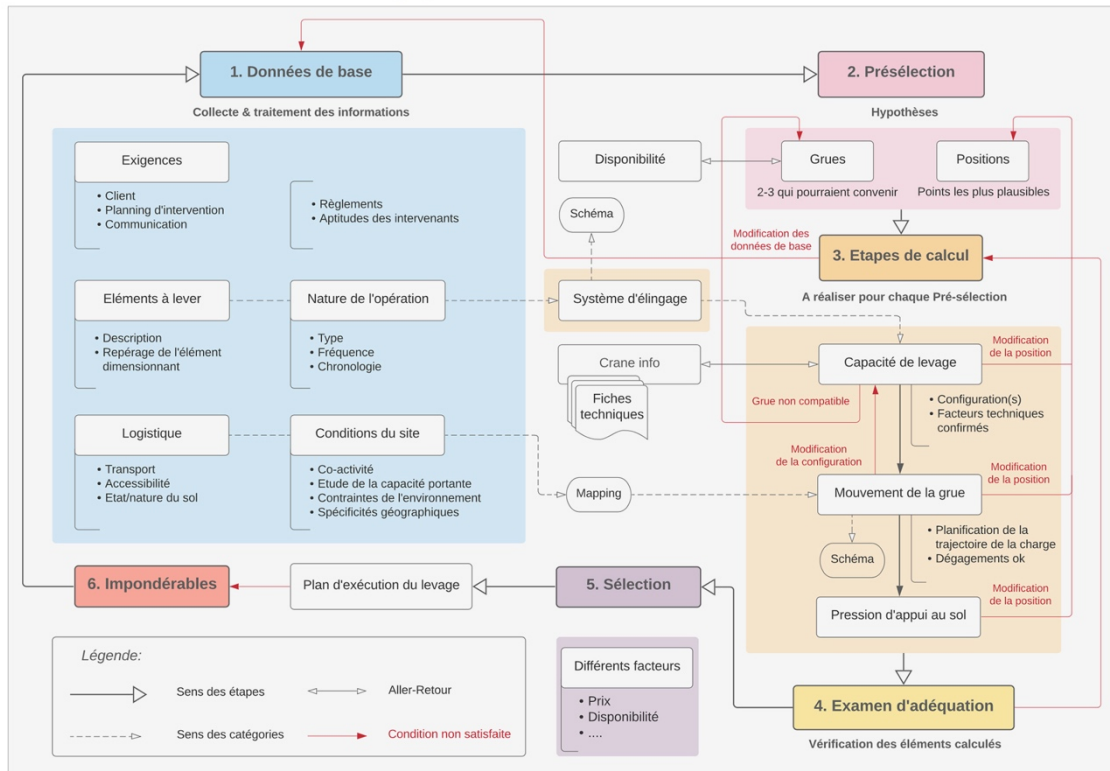 1. Données de base
Collecte & traitement des informations
2. Présélection
Hypothèses
Exigences
• Client
• Planning d'intervention
• Communication
• Règlements
• Aptitudes des intervenants
Disponibilité
Grues
2-3 qui pourraient convenir
Positions
Points les plus plausibles
Schéma
Modification des
données de base
3. Etapes de calcul
A réaliser pour chaque Pré-sélection
Eléments à lever
• Description
• Repérage de l'élément
dimensionnant
Nature de l'opération
• Type
• Fréquence
• Chronologie
Système d'élingage
Crane info
Fiches
techniques
Capacité de levage
Modification
de la position
Grue non compatible
• Configuration(s)
• Facteurs techniques
confirmés
Logistique
• Transport
• Accessibilité
• Etat/nature du sol
Conditions du site
• Co-activité
• Etude de la capacité portante
• Contraintes de l'environnement
• Spécificités géographiques
Modification
de la configuration
Mapping
Mouvement de la grue
Modification
de la position
• Planification de la
trajectoire de la charge
• Dégagements ok
Schéma
Pression d'appui au sol
Modification
de la position
6. Impondérables
Plan d'exécution du levage
5. Sélection
Différents facteurs
• Prix
• Disponibilité
• ....
4. Examen d'adéquation
Vérification des éléments calculés
Légende:
Sens des étapes
Aller-Retour
Sens des catégories
Condition non satisfaite